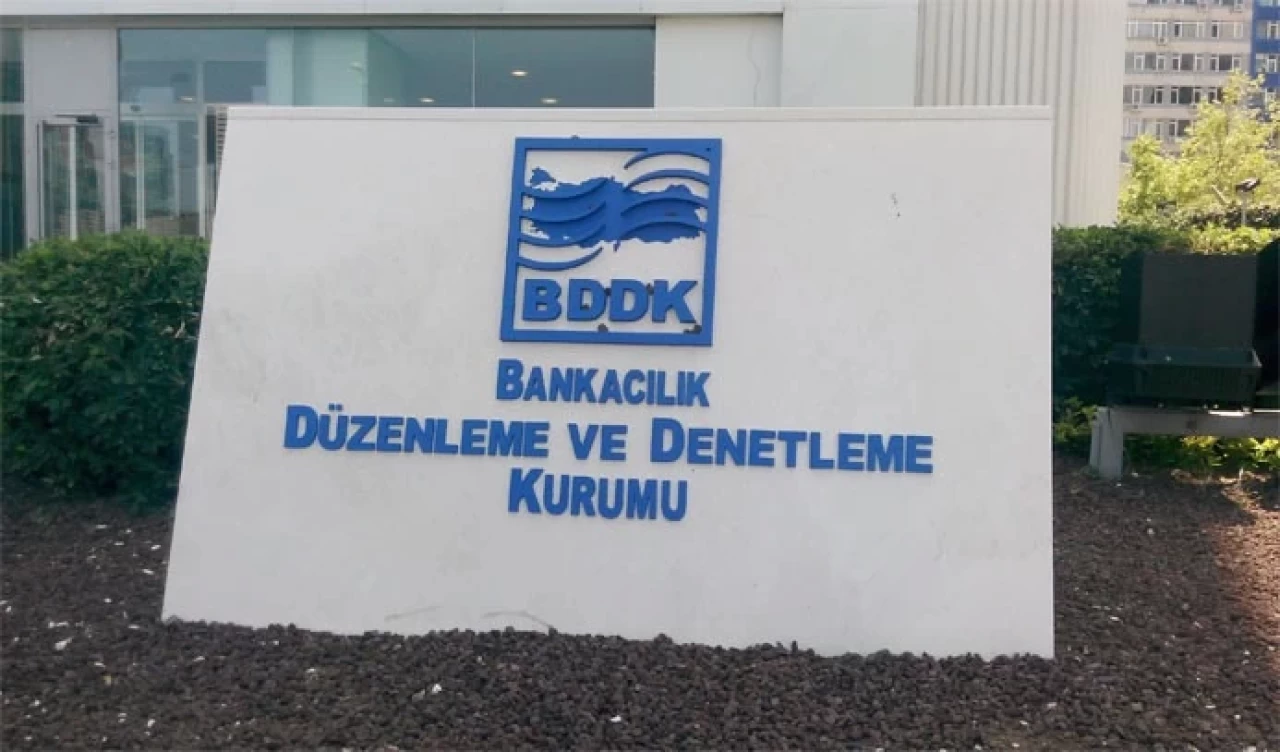 BDDK
BANKACILIK
DÜZENLEME VE DENETLEME
KURUMU